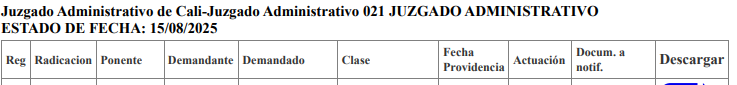 Juzgado Administrativo de Cali-Juzgado Administrativo 021 JUZGADO ADMINISTRATIVO
ESTADO DE FECHA: 15/08/2025
Reg Radicacion Ponente Demandante Demandado Clase Fecha Providencia Actuación Docum. a notif. Descargar